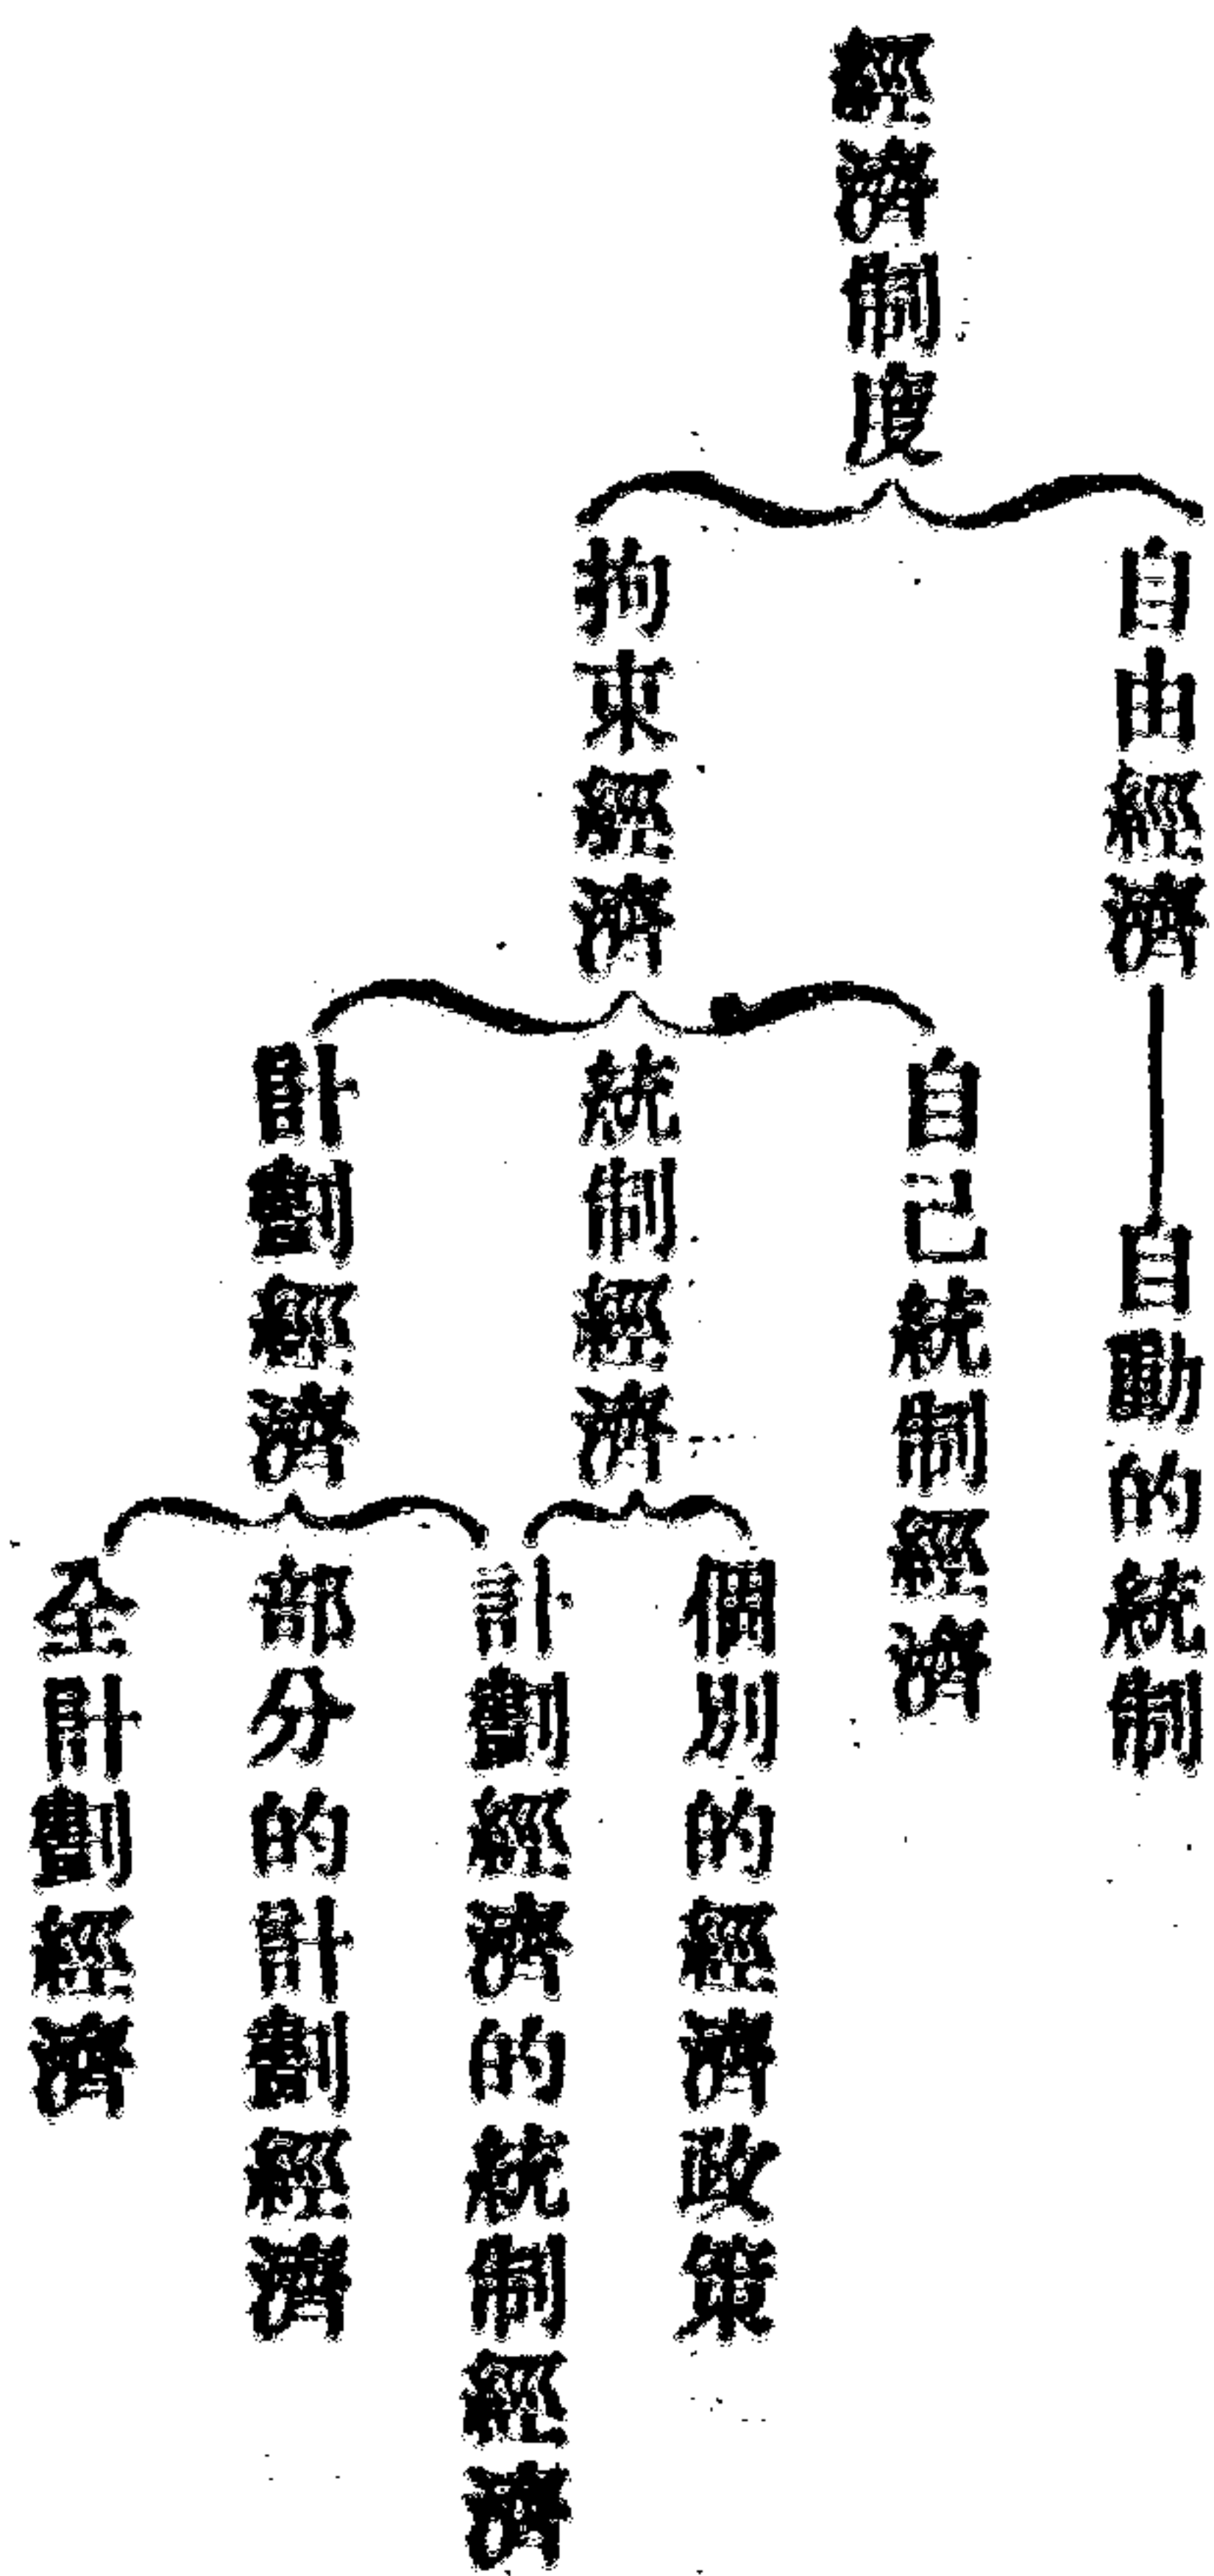 經濟制度
自由經濟
自動的統制
拘束經濟
自己統制經濟
統制經濟
個別的經濟政策
計劃經濟的統制經濟
計劃經濟
部分的計劃經濟
全計劃經濟